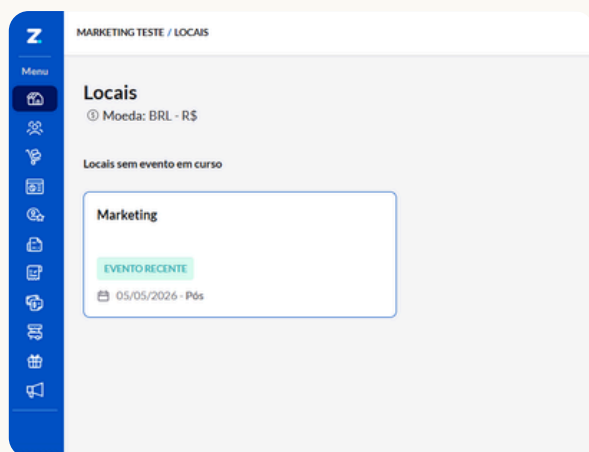 Z
MARKETING TESTE / LOCAIS
Menu
Locais
Moeda: BRL - R$
Locais sem evento em curso
Marketing
EVENTO RECENTE
05/05/2026 - Pós